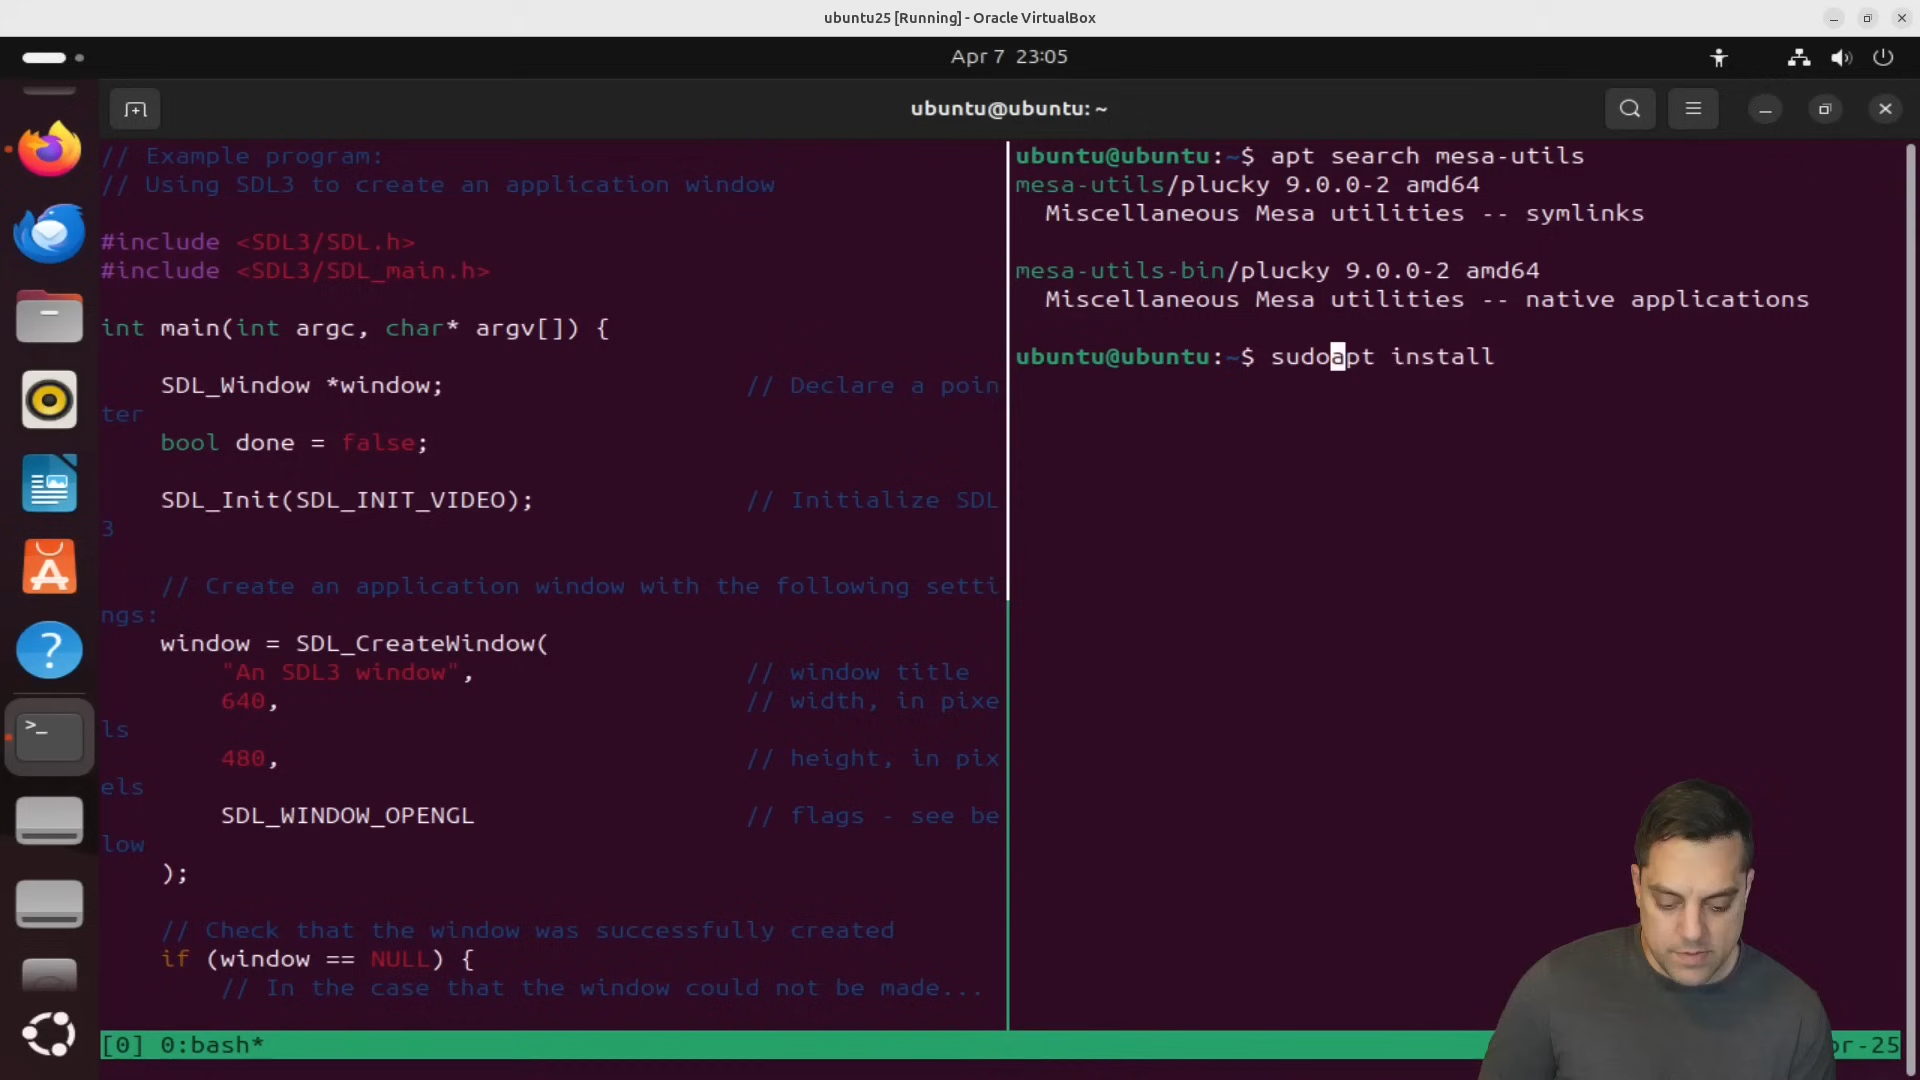 ubuntu25 [Running] - Oracle VirtualBox
Apr 7 23:05
ubuntu@ubuntu: ~
// Example program:
// Using SDL3 to create an application window
#include <SDL3/SDL.h>
#include <SDL3/SDL_main.h>
int main(int argc, char* argv[]) {
SDL_Window *window; // Declare a poin
ter
bool done = false;
SDL_Init(SDL_INIT_VIDEO); // Initialize SDL
3
// Create an application window with the following setti
ngs:
window = SDL_CreateWindow(
"An SDL3 window", // window title
640, // width, in pixe
ls
480, // height, in pix
els
SDL_WINDOW_OPENGL // flags - see be
low
);
// Check that the window was successfully created
if (window == NULL) {
// In the case that the window could not be made...
ubuntu@ubuntu:~$ apt search mesa-utils
mesa-utils/plucky 9.0.0-2 amd64
Miscellaneous Mesa utilities -- symlinks
mesa-utils-bin/plucky 9.0.0-2 amd64
Miscellaneous Mesa utilities -- native applications
ubuntu@ubuntu:~$ sudoapt install
[0] 0:bash*
pr-25